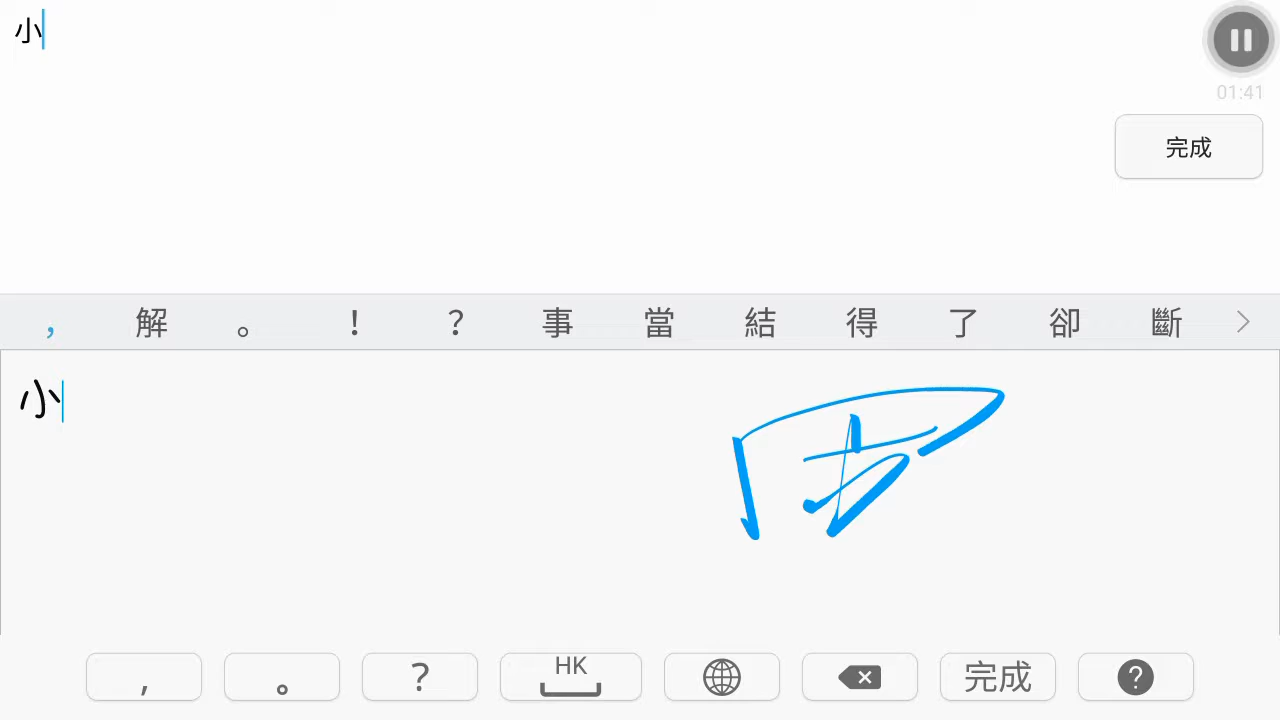 小
01:41
完成
， 解 。 ！ ？ 事 當 結 得 了 卻 斷
小
， 。 ? HK 完成 ?